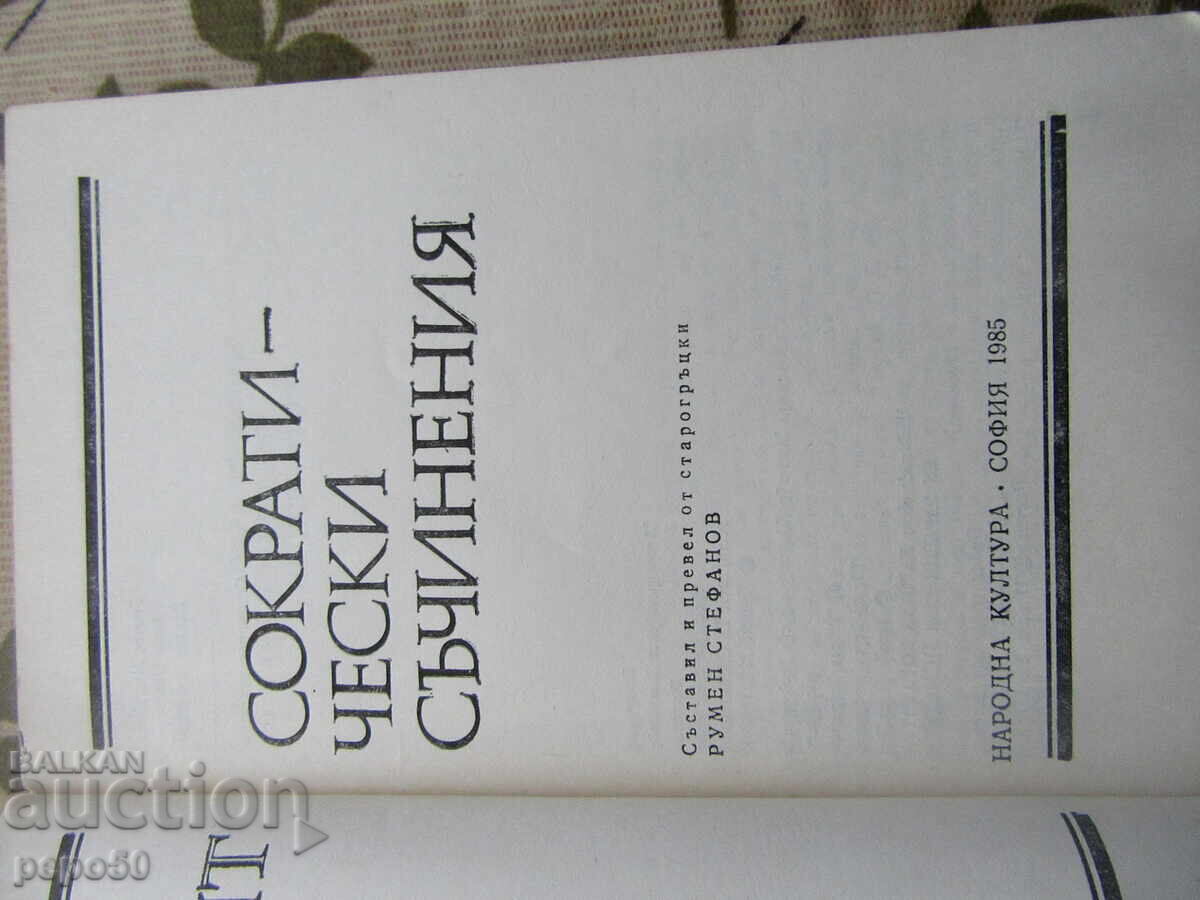 СОКРАТИ-
ЧЕСКИ
СЪЧИНЕНИЯ
Съставил и превел от старогръцки
РУМЕН СТЕФАНОВ
НАРОДНА КУЛТУРА · СОФИЯ 1985
BALKAN
auction
pepo50